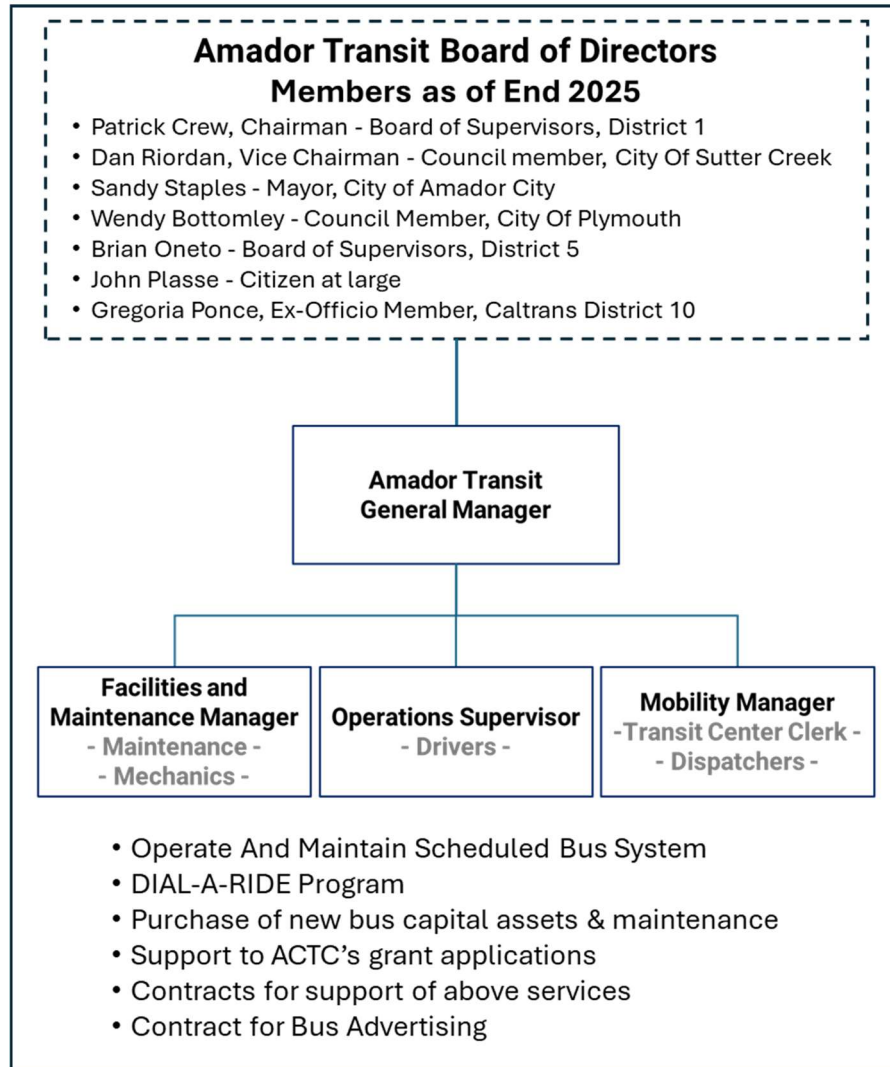 Amador Transit Board of Directors
Members as of End 2025
• Patrick Crew, Chairman - Board of Supervisors, District 1
• Dan Riordan, Vice Chairman - Council member, City Of Sutter Creek
• Sandy Staples - Mayor, City of Amador City
• Wendy Bottomley - Council Member, City Of Plymouth
• Brian Oneto - Board of Supervisors, District 5
• John Plasse - Citizen at large
• Gregoria Ponce, Ex-Officio Member, Caltrans District 10
Amador Transit
General Manager
Facilities and
Maintenance Manager
- Maintenance -
- Mechanics -
Operations Supervisor
- Drivers -
Mobility Manager
-Transit Center Clerk -
- Dispatchers -
• Operate And Maintain Scheduled Bus System
• DIAL-A-RIDE Program
• Purchase of new bus capital assets & maintenance
• Support to ACTC’s grant applications
• Contracts for support of above services
• Contract for Bus Advertising